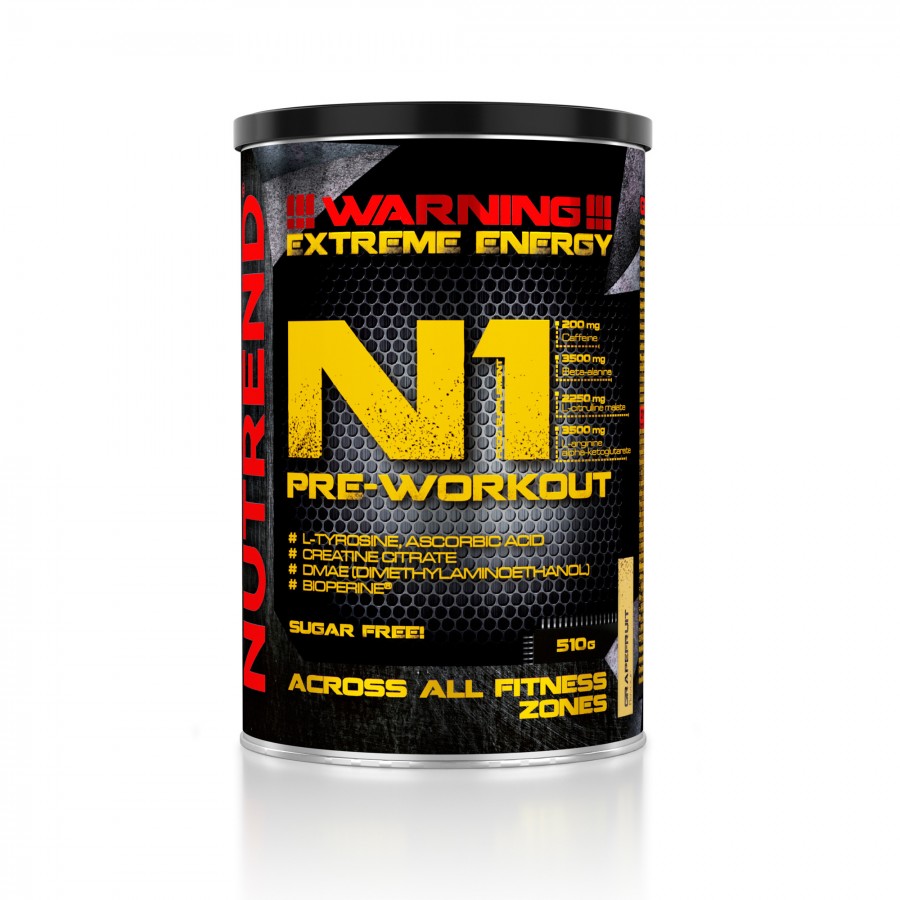 NUTREND®
!!! WARNING !!!
EXTREME ENERGY
N1
200 mg
Caffeine
3500 mg
Beta-alanine
2250 mg
L-citrulline malate
3500 mg
L-arginine
alpha-ketoglutarate
PRE-WORKOUT
# L-TYROSINE, ASCORBIC ACID
# CREATINE CITRATE
# DMAE (DIMETHYLAMINOETHANOL)
# BIOPERINE®
SUGAR FREE!
510G
GRAPEFRUIT
ACROSS ALL FITNESS
ZONES